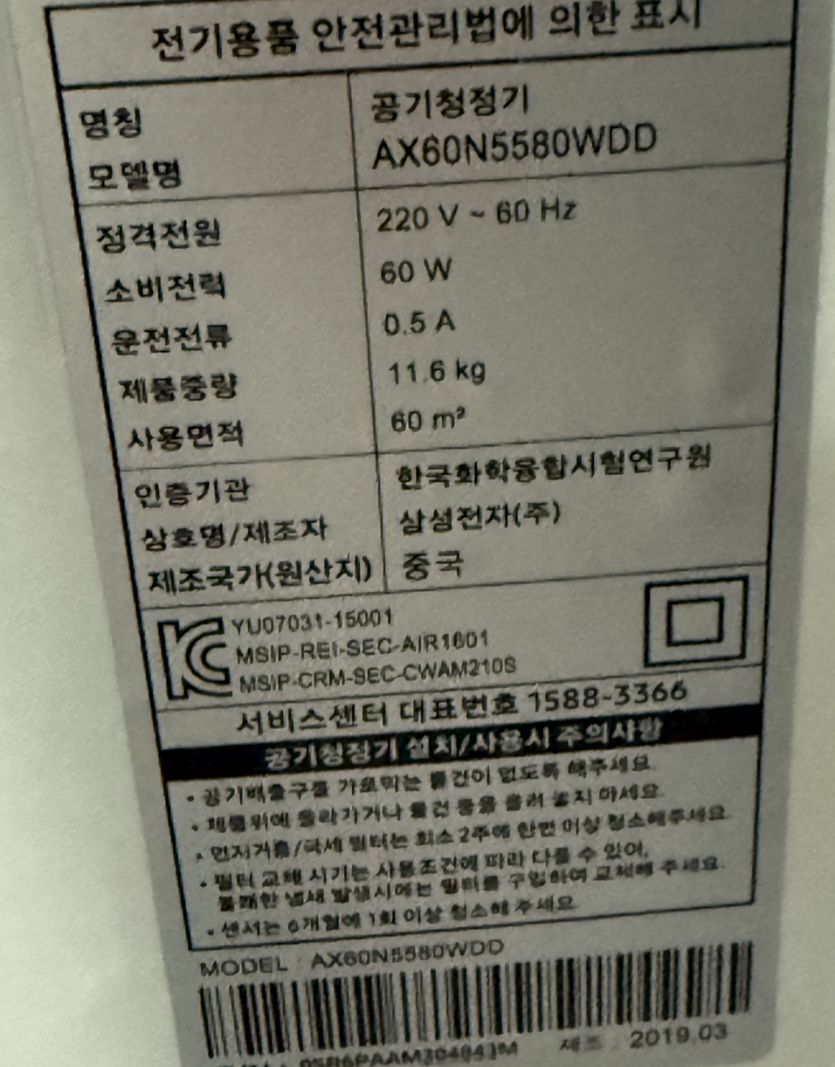 전기용품 안전관리법에 의한 표시
명칭 공기청정기
모델명 AX60N5580WDD
정격전원 220 V ~ 60 Hz
소비전력 60 W
운전전류 0.5 A
제품중량 11.6 kg
사용면적 60 m²
인증기관 한국화학융합시험연구원
상호명/제조자 삼성전자(주)
제조국가(원산지) 중국
YU07031-15001
MSIP-REI-SEC-AIR1601
MSIP-CRM-SEC-CWAM210S
서비스센터 대표번호 1588-3366
공기청정기 설치/사용시 주의사항
• 공기배출구를 가로막는 물건이 없도록 해주세요.
• 제품위에 올라가거나 물건 등을 올려 놓지 마세요.
• 먼지거름/극세 필터는 최소 2주에 한번 이상 청소해주세요.
• 필터 교체 시기는 사용조건에 따라 다를 수 있어,
불쾌한 냄새 발생시에는 필터를 구입하여 교체해 주세요.
• 센서는 6개월에 1회 이상 청소해 주세요.
MODEL : AX60N5580WDD
제조 : 2019.03